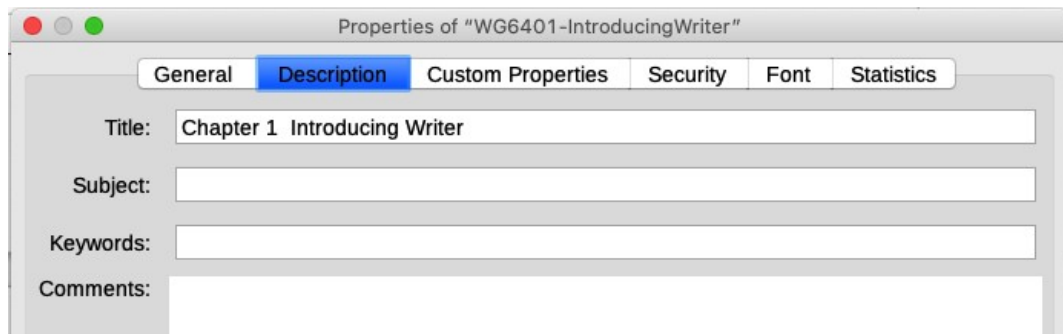 Properties of “WG6401-IntroducingWriter”
General Description Custom Properties Security Font Statistics
Title: Chapter 1  Introducing Writer
Subject:
Keywords:
Comments: